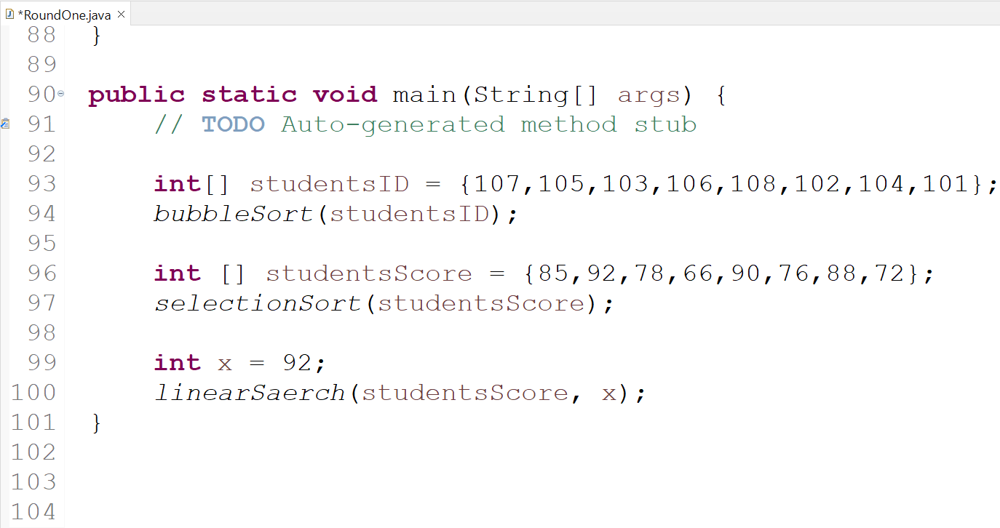 *RoundOne.java ×
88 }
89
90 public static void main(String[] args) {
91 // TODO Auto-generated method stub
92
93 int[] studentsID = {107,105,103,106,108,102,104,101};
94 bubbleSort(studentsID);
95
96 int [] studentsScore = {85,92,78,66,90,76,88,72};
97 selectionSort(studentsScore);
98
99 int x = 92;
100 linearSaerch(studentsScore, x);
101 }
102
103
104